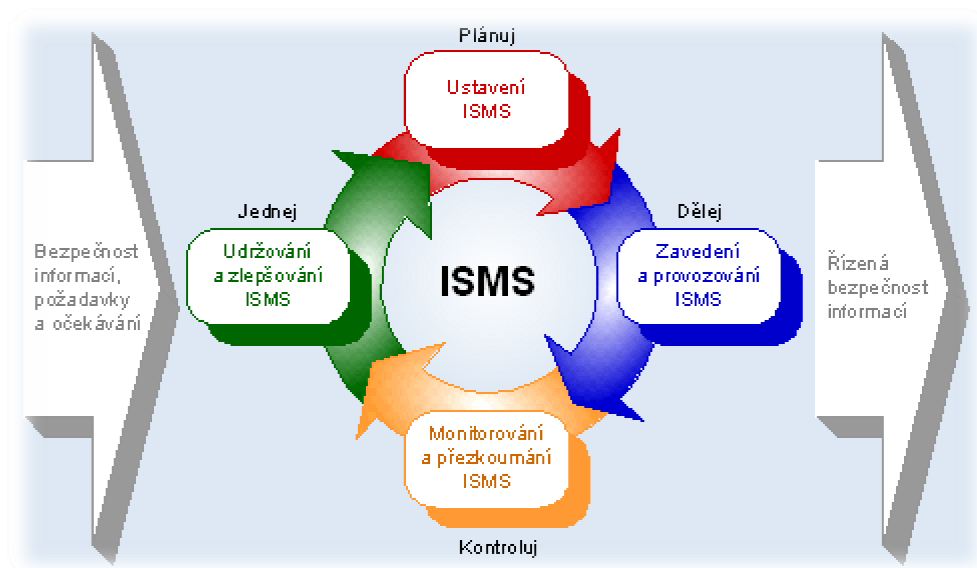 Plánuj
Ustavení
ISMS
Jednej
Udržování
a zlepšování
ISMS
Dělej
Zavedení
a provozování
ISMS
Bezpečnost
informací,
požadavky
a očekávání
ISMS
Řízená
bezpečnost
informací
Monitorování
a přezkoumání
ISMS
Kontroluj